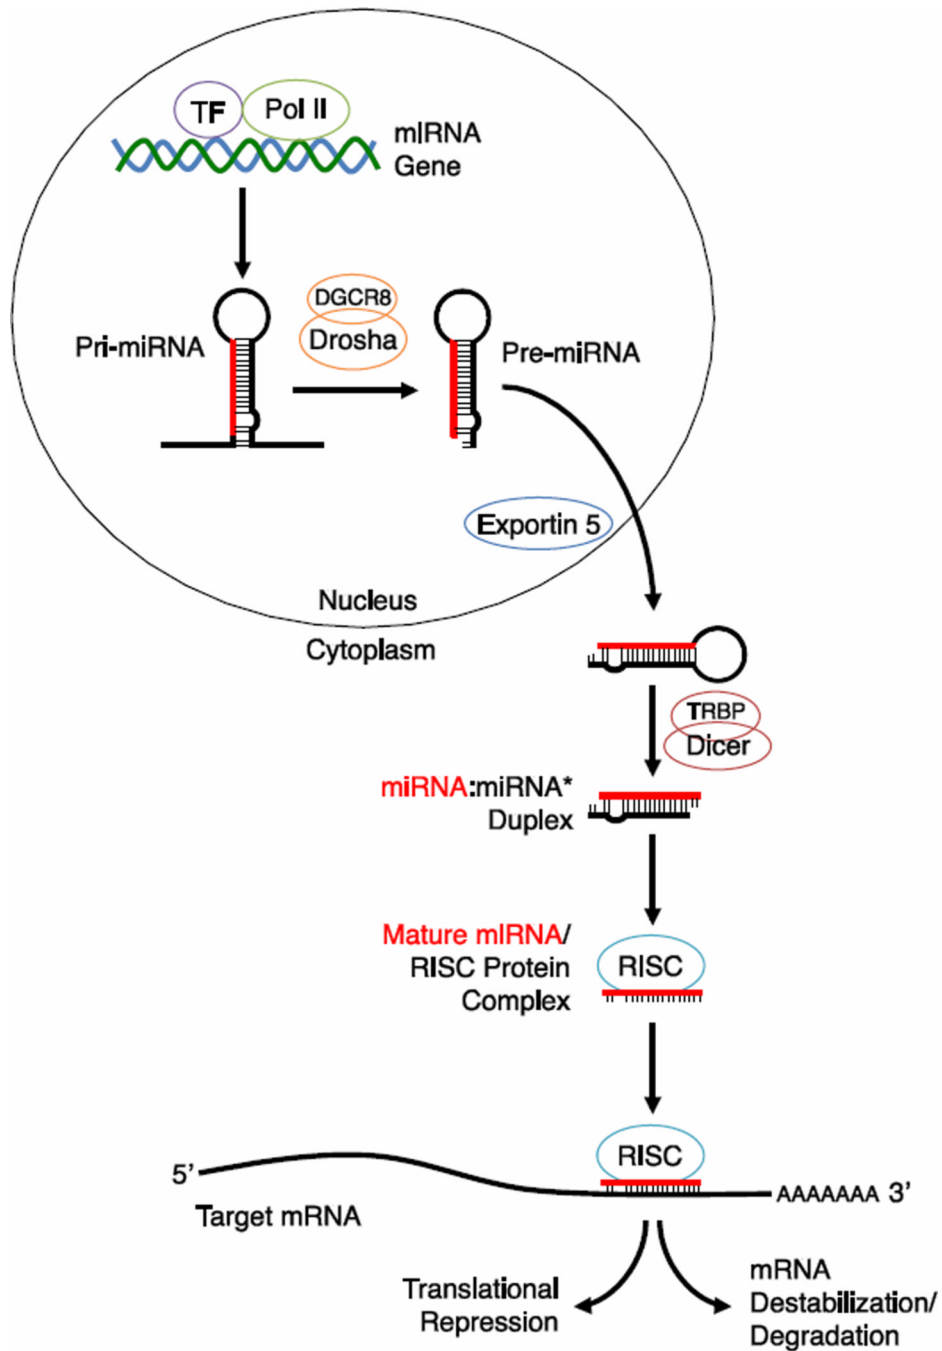 TF
Pol II
miRNA
Gene
Pri-miRNA
DGCR8
Drosha
Pre-miRNA
Exportin 5
Nucleus
Cytoplasm
TRBP
Dicer
miRNA:miRNA*
Duplex
Mature miRNA/
RISC Protein
Complex
RISC
RISC
5'
AAAAAAA 3'
Target mRNA
Translational
Repression
mRNA
Destabilization/
Degradation